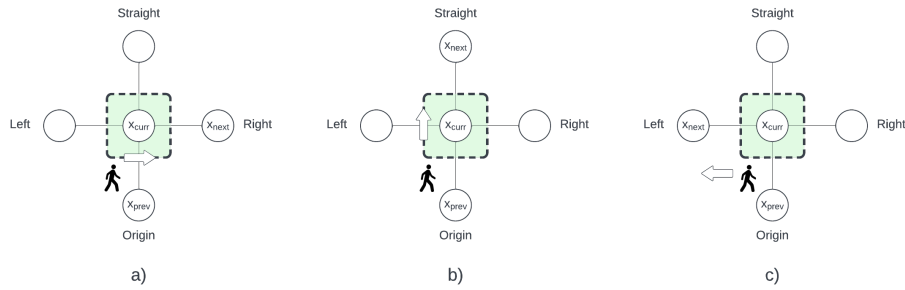 Straight
Straight
Straight
x_next
Left
x_curr
x_next
Right
Left
x_curr
Right
Left
x_next
x_curr
Right
x_prev
x_prev
x_prev
Origin
Origin
Origin
a)
b)
c)